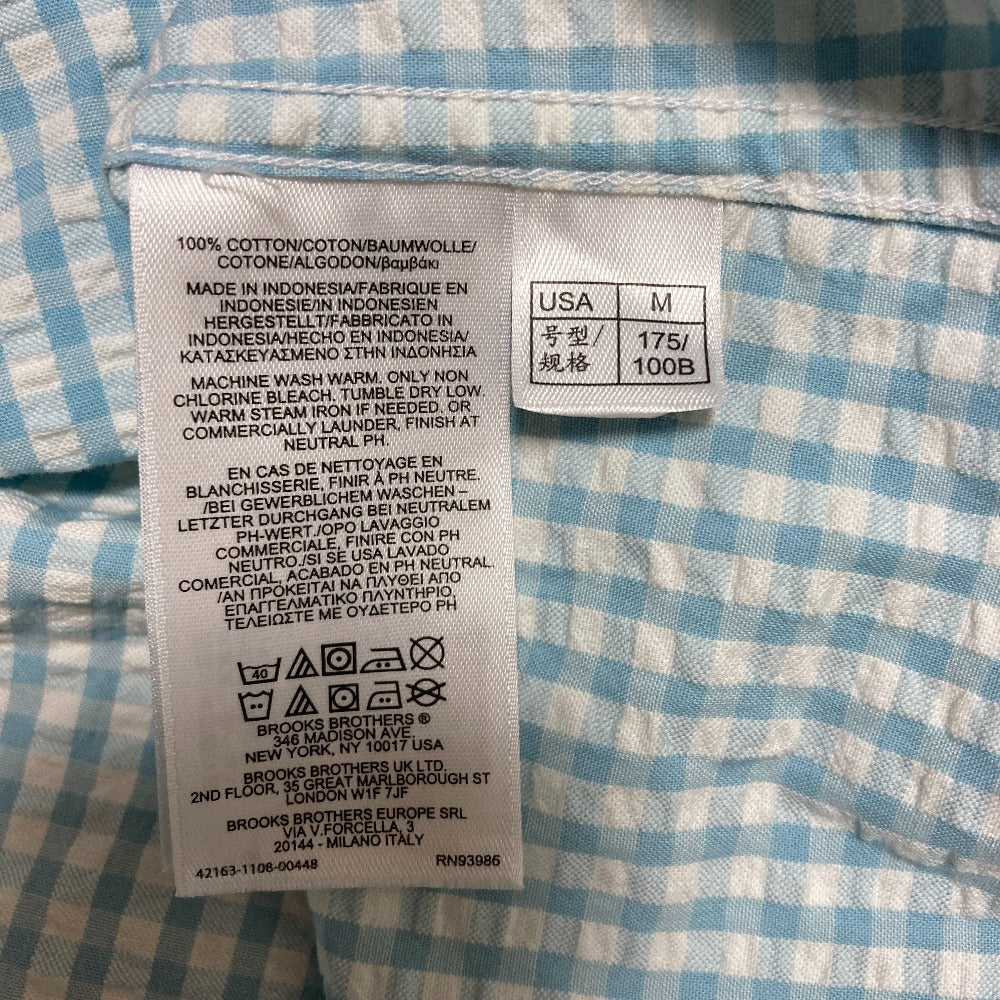 100% COTTON/COTON/BAUMWOLLE/
COTONE/ALGODON/βαμβάκι
MADE IN INDONESIA/FABRIQUE EN
INDONESIE/IN INDONESIEN
HERGESTELLT/FABBRICATO IN
INDONESIA/HECHO EN INDONESIA/
ΚΑΤΑΣΚΕΥΑΣΜΕΝΟ ΣΤΗΝ ΙΝΔΟΝΗΣΙΑ
MACHINE WASH WARM. ONLY NON
CHLORINE BLEACH. TUMBLE DRY LOW.
WARM STEAM IRON IF NEEDED. OR
COMMERCIALLY LAUNDER, FINISH AT
NEUTRAL PH.
EN CAS DE NETTOYAGE EN
BLANCHISSERIE, FINIR À PH NEUTRE.
/BEI GEWERBLICHEM WASCHEN –
LETZTER DURCHGANG BEI NEUTRALEM
PH-WERT./OPO LAVAGGIO
COMMERCIALE, FINIRE CON PH
NEUTRO./SI SE USA LAVADO
COMERCIAL, ACABADO EN PH NEUTRAL.
/ΑΝ ΠΡΟΚΕΙΤΑΙ ΝΑ ΠΛΥΘΕΙ ΑΠΟ
ΕΠΑΓΓΕΛΜΑΤΙΚΟ ΠΛΥΝΤΗΡΙΟ,
ΤΕΛΕΙΩΣΤΕ ΜΕ ΟΥΔΕΤΕΡΟ PH
40
BROOKS BROTHERS ®
346 MADISON AVE.
NEW YORK, NY 10017 USA
BROOKS BROTHERS UK LTD.
2ND FLOOR, 35 GREAT MARLBOROUGH ST
LONDON W1F 7JF
BROOKS BROTHERS EUROPE SRL
VIA V.FORCELLA, 3
20144 - MILANO ITALY
42163-1108-00448 RN93986
USA M
号型/ 175/
规格 100B